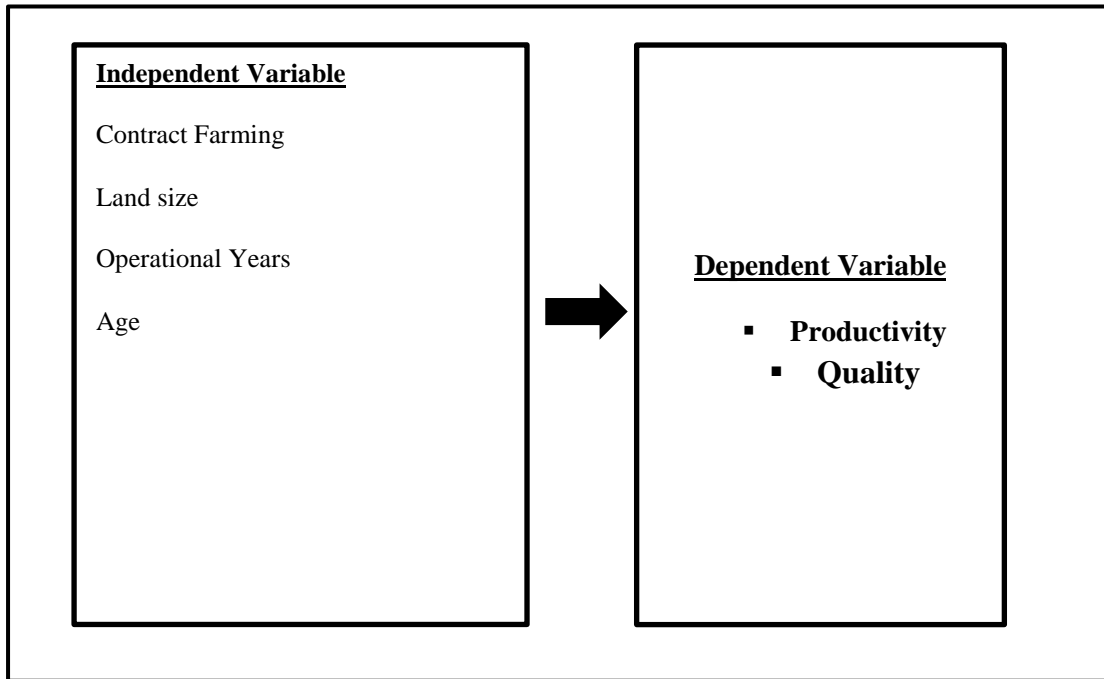 Independent Variable
Contract Farming
Land size
Operational Years
Age
Dependent Variable
▪ Productivity
▪ Quality